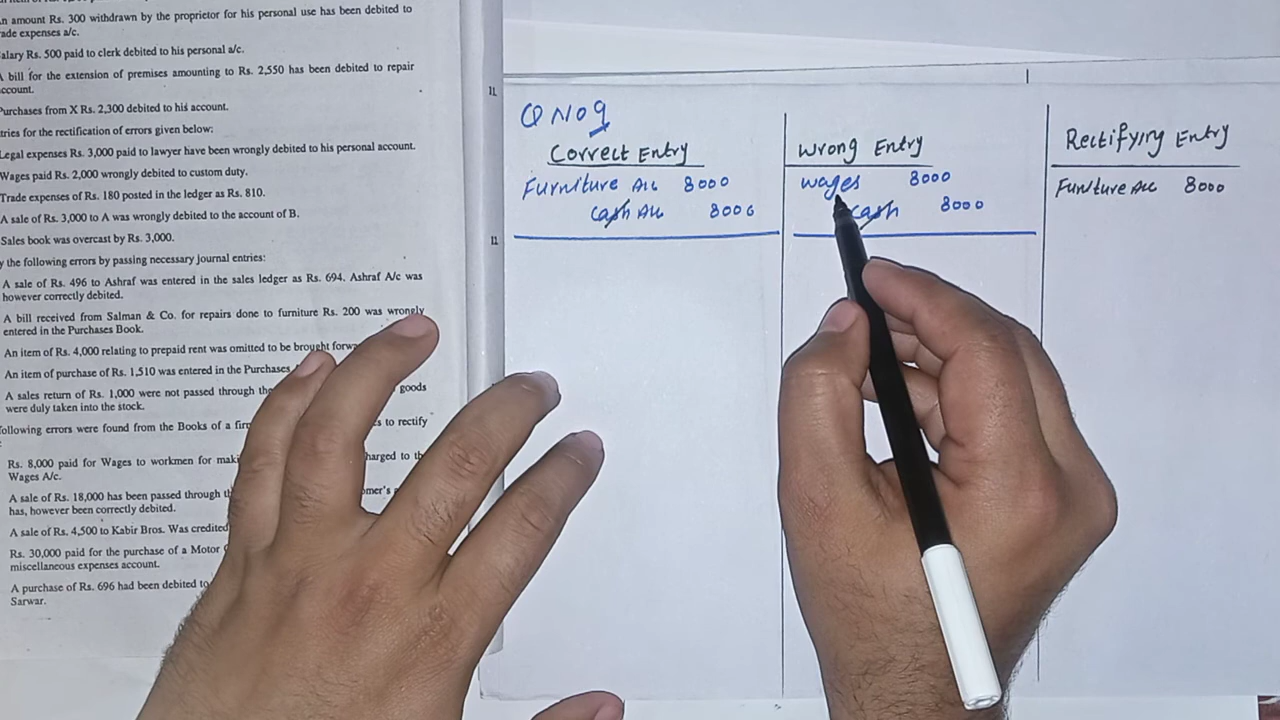 n amount Rs. 300 withdrawn by the proprietor for his personal use has been debited to
ade expenses a/c.
alary Rs. 500 paid to clerk debited to his personal a/c.
bill for the extension of premises amounting to Rs. 2,550 has been debited to repair
ccount.
Purchases from X Rs. 2,300 debited to his account.
tries for the rectification of errors given below:
Legal expenses Rs. 3,000 paid to lawyer have been wrongly debited to his personal account.
Wages paid Rs. 2,000 wrongly debited to custom duty.
Trade expenses of Rs. 180 posted in the ledger as Rs. 810.
A sale of Rs. 3,000 to A was wrongly debited to the account of B.
Sales book was overcast by Rs. 3,000.
y the following errors by passing necessary journal entries:
A sale of Rs. 496 to Ashraf was entered in the sales ledger as Rs. 694. Ashraf A/c was
however correctly debited.
A bill received from Salman & Co. for repairs done to furniture Rs. 200 was wrongly
entered in the Purchases Book.
An item of Rs. 4,000 relating to prepaid rent was omitted to be brought forw
An item of purchase of Rs. 1,510 was entered in the Purchases
A sales return of Rs. 1,000 were not passed through the goods
were duly taken into the stock.
ollowing errors were found from the Books of a fir s to rectify
:
Rs. 8,000 paid for Wages to workmen for maki harged to th
Wages A/c.
A sale of Rs. 18,000 has been passed through t omer's
has, however been correctly debited.
A sale of Rs. 4,500 to Kabir Bros. Was credited
Rs. 30,000 paid for the purchase of a Motor
miscellaneous expenses account.
A purchase of Rs. 696 had been debited to
Sarwar.
11
11
Q No 9
Correct Entry Wrong Entry Rectifying Entry
Furniture A/c 8000 wages 8000 Furniture A/c 8000
cash A/c 8000 cash 8000